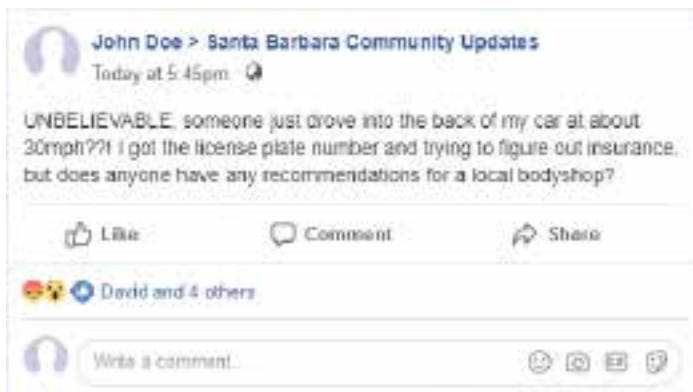 John Doe > Santa Barbara Community Updates
Today at 5:45pm
UNBELIEVABLE, someone just drove into the back of my car at about
30mph??! I got the license plate number and trying to figure out insurance,
but does anyone have any recommendations for a local bodyshop?
Like Comment Share
David and 4 others
Write a comment...